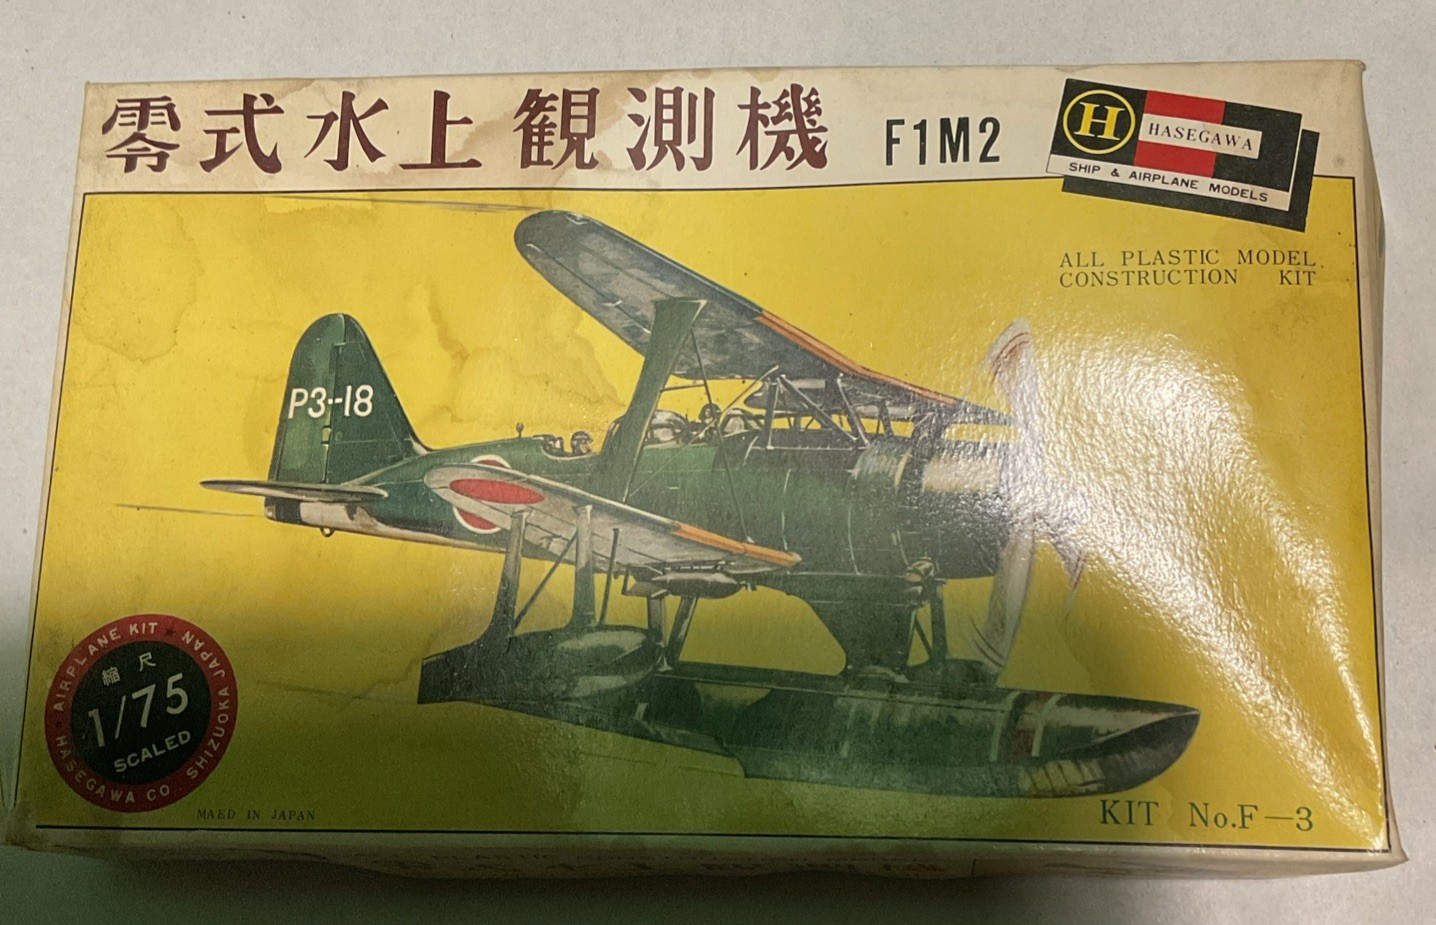 零式水上観測機 F1M2
H HASEGAWA
SHIP & AIRPLANE MODELS
ALL PLASTIC MODEL
CONSTRUCTION KIT
P3-18
AIRPLANE KIT ★ JAPAN
縮尺
1/75
SCALED
HASEGAWA CO. SHIZUOKA
MAED IN JAPAN
KIT No.F—3